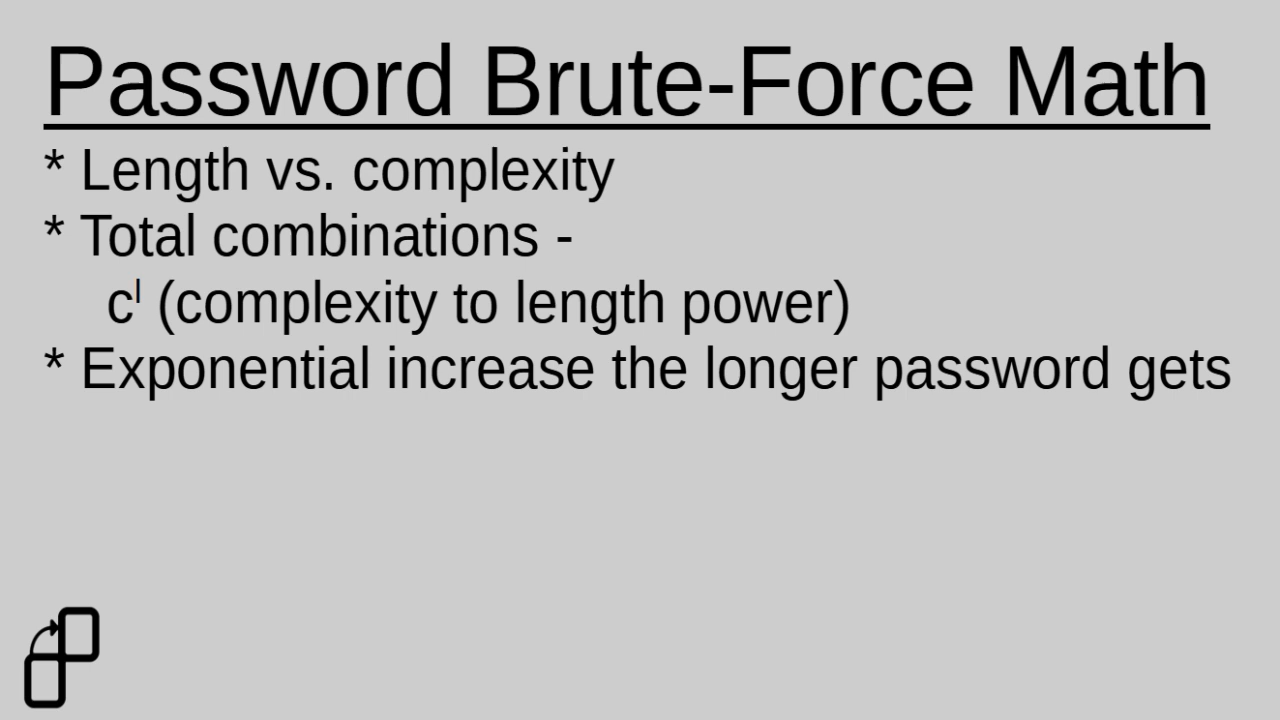 Password Brute-Force Math
* Length vs. complexity
* Total combinations -
cˡ (complexity to length power)
* Exponential increase the longer password gets